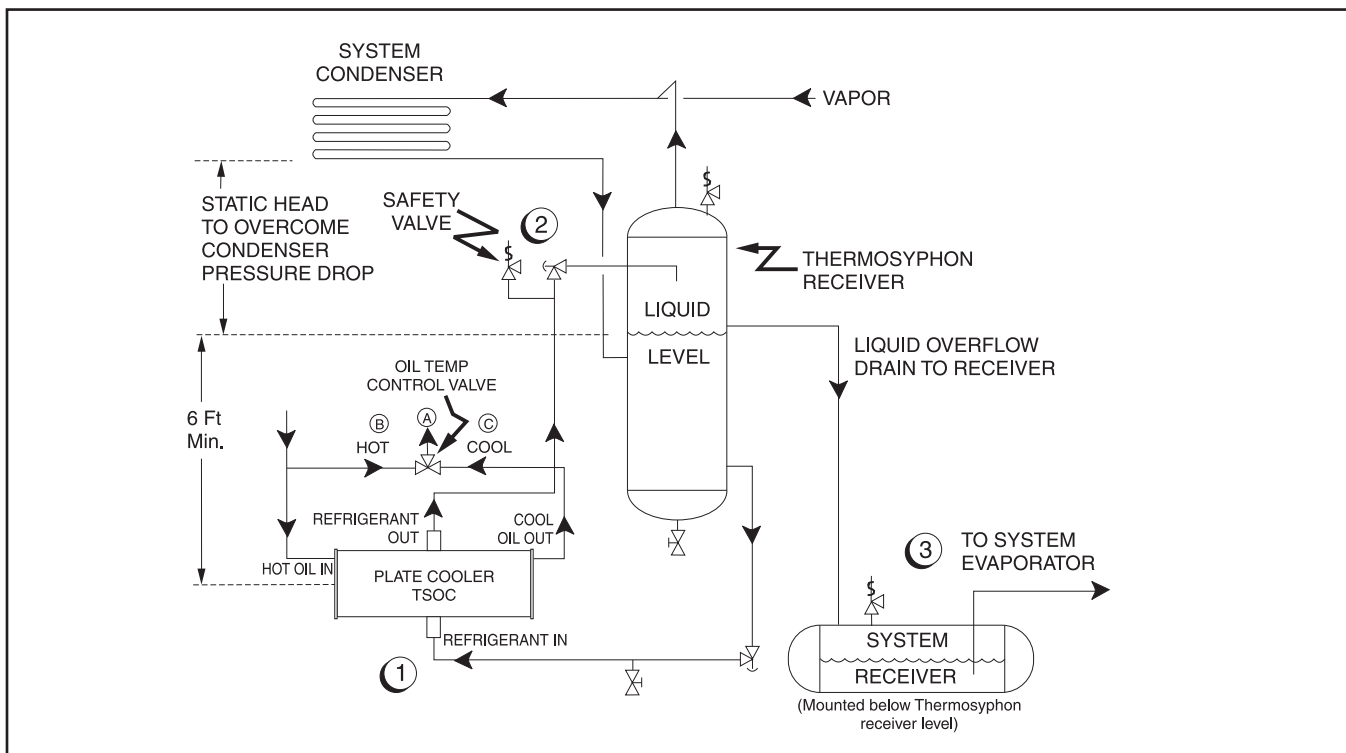 SYSTEM
CONDENSER
VAPOR
STATIC HEAD
TO OVERCOME
CONDENSER
PRESSURE DROP
SAFETY
VALVE
2
THERMOSYPHON
RECEIVER
LIQUID
LEVEL
LIQUID OVERFLOW
DRAIN TO RECEIVER
OIL TEMP
CONTROL VALVE
6 Ft
Min.
B
A
C
HOT
COOL
REFRIGERANT
OUT
COOL
OIL OUT
HOT OIL IN
PLATE COOLER
TSOC
REFRIGERANT IN
1
3
TO SYSTEM
EVAPORATOR
SYSTEM
RECEIVER
(Mounted below Thermosyphon
receiver level)